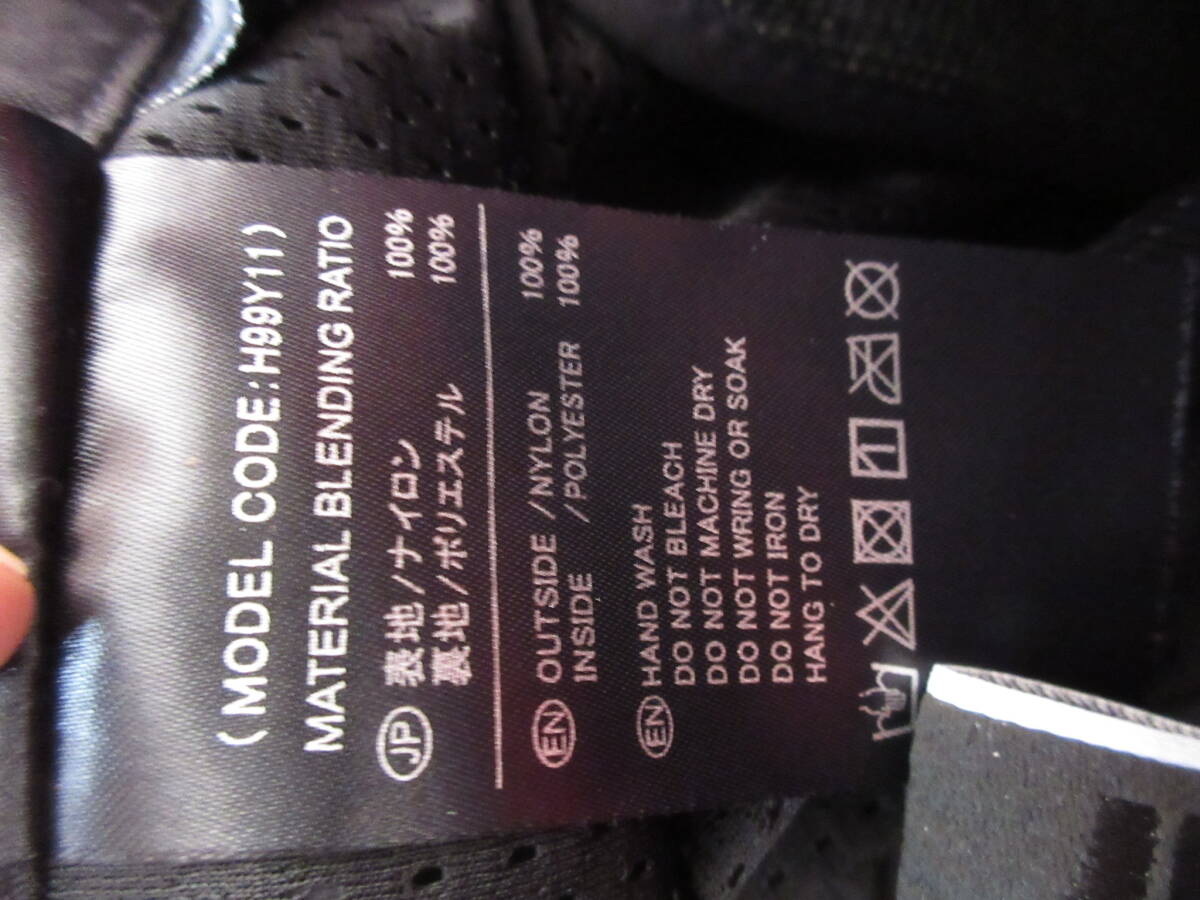 (MODEL CODE:H99Y11)
MATERIAL BLENDING RATIO
JP 表地/ナイロン 100%
裏地/ポリエステル 100%
EN OUTSIDE /NYLON 100%
INSIDE /POLYESTER 100%
EN HAND WASH
DO NOT BLEACH
DO NOT MACHINE DRY
DO NOT WRING OR SOAK
DO NOT IRON
HANG TO DRY